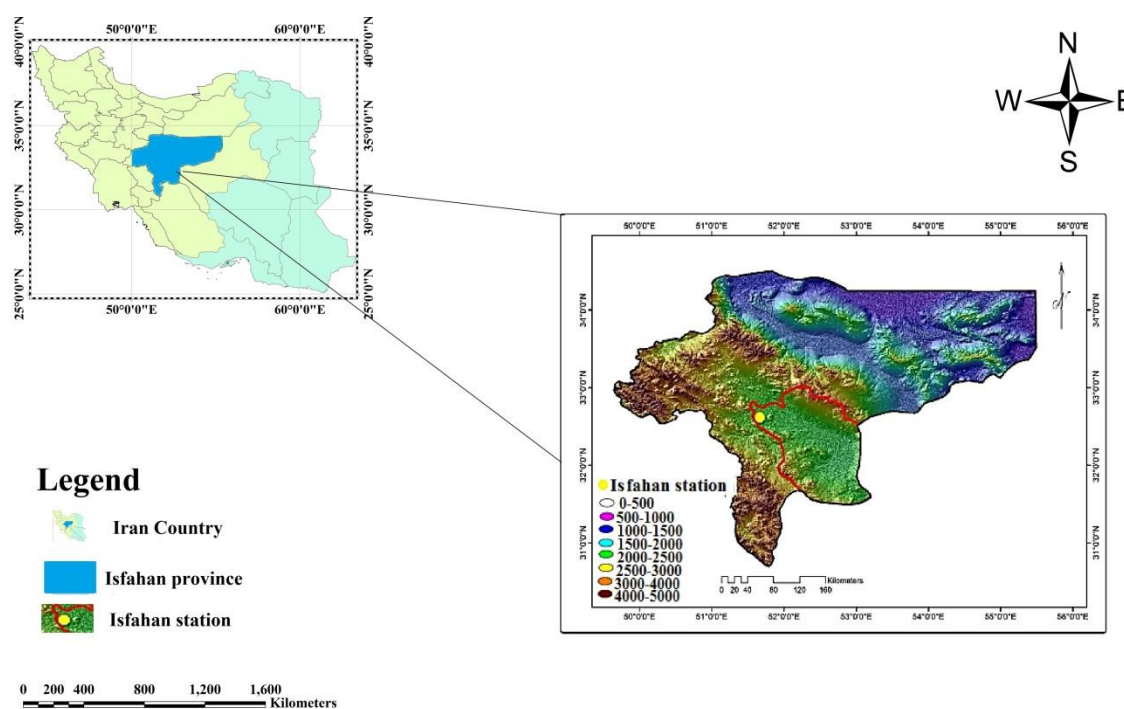 50°0'0"E 60°0'0"E
40°0'0"N 40°0'0"N
35°0'0"N 35°0'0"N
30°0'0"N 30°0'0"N
25°0'0"N 25°0'0"N
50°0'0"E 60°0'0"E
N
W E
S
50°0'0"E 51°0'0"E 52°0'0"E 53°0'0"E 54°0'0"E 55°0'0"E 56°0'0"E
34°0'0"N 34°0'0"N
33°0'0"N 33°0'0"N
32°0'0"N 32°0'0"N
31°0'0"N 31°0'0"N
N
Isfahan station
0-500
500-1000
1000-1500
1500-2000
2000-2500
2500-3000
3000-4000
4000-5000
Kilometers
0 20 40 80 120 160
50°0'0"E 51°0'0"E 52°0'0"E 53°0'0"E 54°0'0"E 55°0'0"E 56°0'0"E
Legend
Iran Country
Isfahan province
Isfahan station
0 200 400 800 1,200 1,600
Kilometers